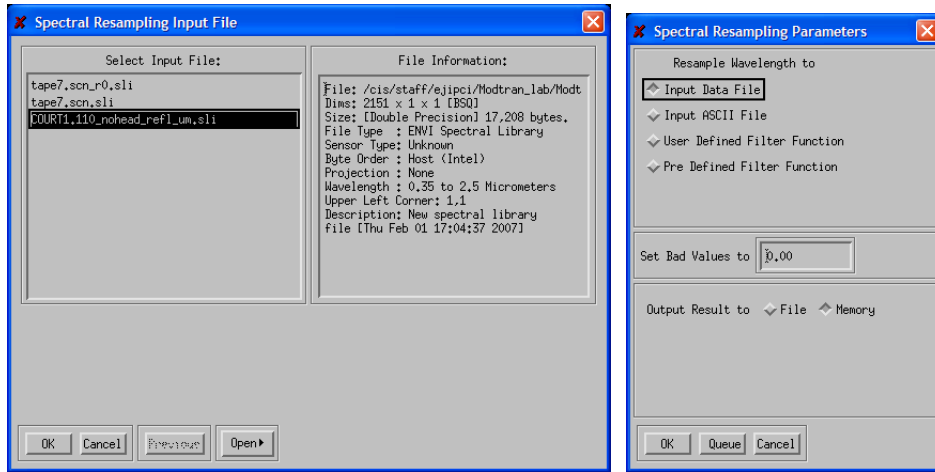 Spectral Resampling Input File
Select Input File:
tape7.scn_r0.sli
tape7.scn.sli
COURT1.110_nohead_refl_um.sli
File Information:
File: /cis/staff/ejipci/Modtran_lab/Modt
Dims: 2151 x 1 x 1 [BSQ]
Size: [Double Precision] 17,208 bytes.
File Type : ENVI Spectral Library
Sensor Type: Unknown
Byte Order : Host (Intel)
Projection : None
Wavelength : 0.35 to 2.5 Micrometers
Upper Left Corner: 1,1
Description: New spectral library
file [Thu Feb 01 17:04:37 2007]
OK Cancel Previous Open
Spectral Resampling Parameters
Resample Wavelength to
Input Data File
Input ASCII File
User Defined Filter Function
Pre Defined Filter Function
Set Bad Values to 0.00
Output Result to File Memory
OK Queue Cancel